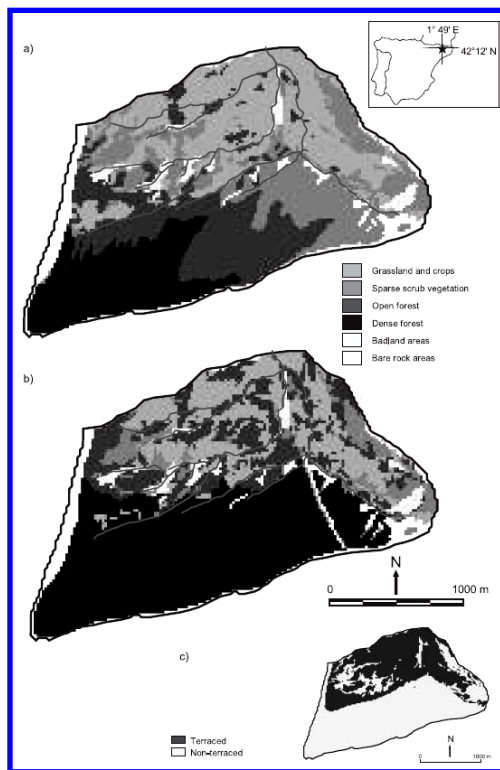 a)
1° 49' E
42°12' N
Grassland and crops
Sparse scrub vegetation
Open forest
Dense forest
Badland areas
Bare rock areas
b)
N
0 1000 m
c)
Terraced
Non-terraced
N
0 1000 m